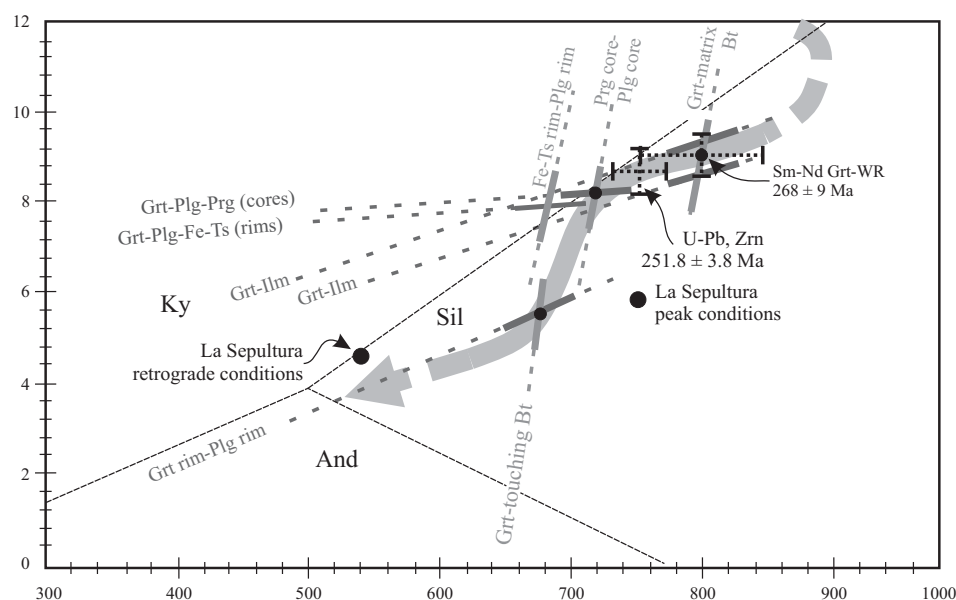 12
10
8
6
4
2
0
300
400
500
600
700
800
900
1000
Fe-Ts rim-Plg rim
Prg core-
Plg core
Grt-matrix
Bt
Grt-Plg-Prg (cores)
Grt-Plg-Fe-Ts (rims)
Grt-Ilm
Grt-Ilm
Sm-Nd Grt-WR
268 ± 9 Ma
U-Pb, Zrn
251.8 ± 3.8 Ma
Ky
Sil
La Sepultura
peak conditions
La Sepultura
retrograde conditions
Grt rim-Plg rim
And
Grt-touching Bt